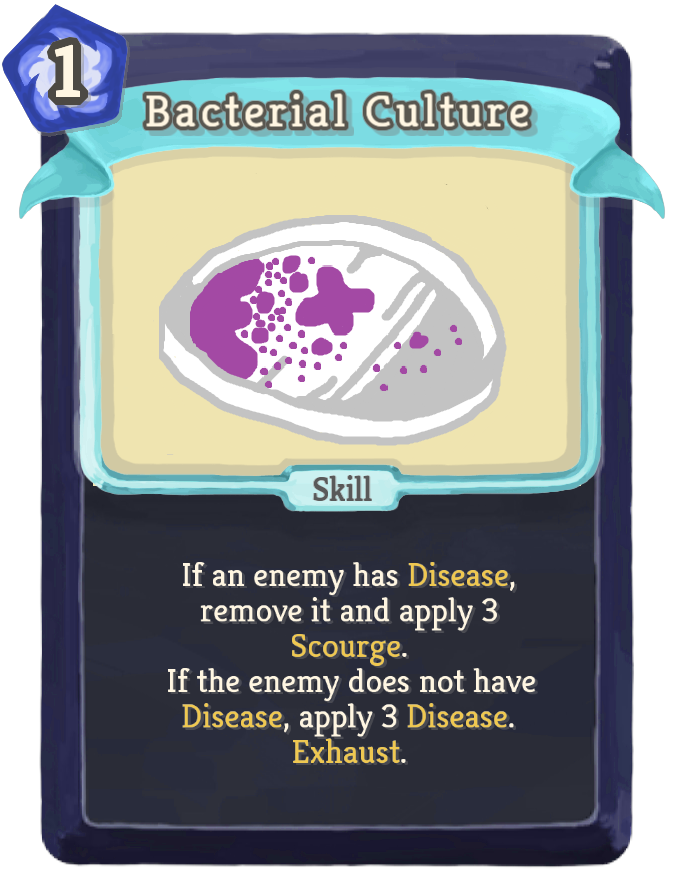 1
Bacterial Culture
Skill
If an enemy has Disease,
remove it and apply 3
Scourge.
If the enemy does not have
Disease, apply 3 Disease.
Exhaust.